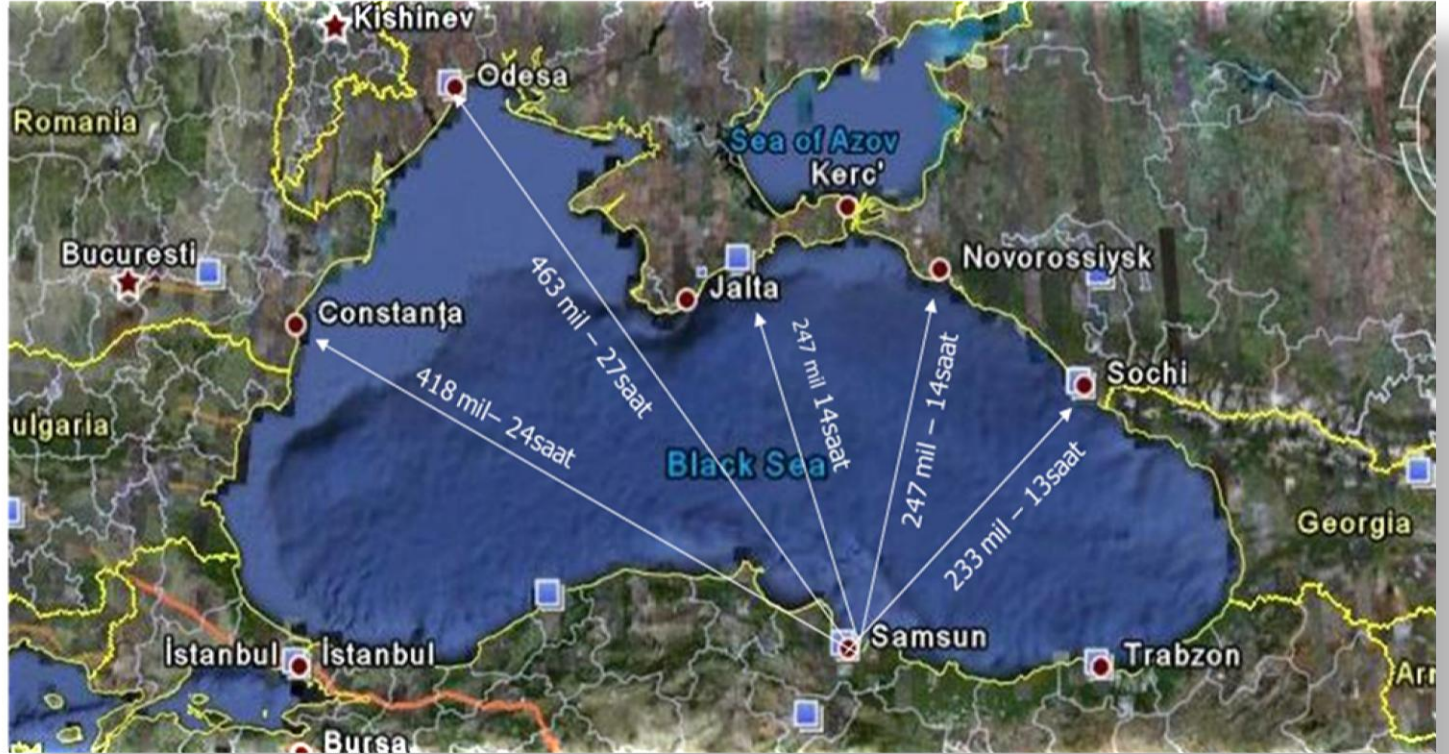 Kishinev
Odesa
Romania
Sea of Azov
Kerc'
Bucuresti
Novorossiysk
Jalta
Constanţa
463 mil – 27saat
247 mil 14saat
247 mil – 14saat
418 mil– 24saat
Sochi
ulgaria
Black Sea
233 mil – 13saat
Georgia
Samsun
İstanbul
İstanbul
Trabzon
Arr
Bursa